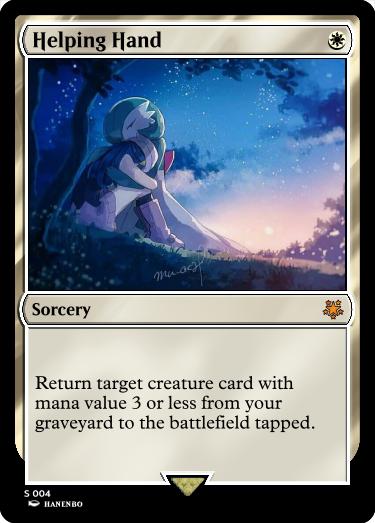 Helping Hand
Sorcery
Return target creature card with
mana value 3 or less from your
graveyard to the battlefield tapped.
S 004
HANENBO